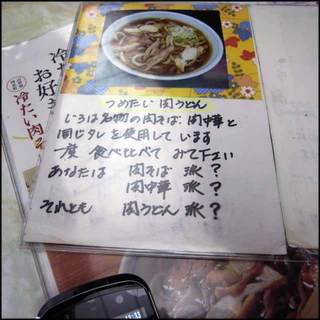 冷たい肉そ
お好
つめたい 肉うどん
じろは名物の肉そば 肉中華と
同じタレを使用して います
一度 食べ比べて みて下さい
あなたは 肉そば 派？
肉中華 派？
それとも 肉うどん 派？